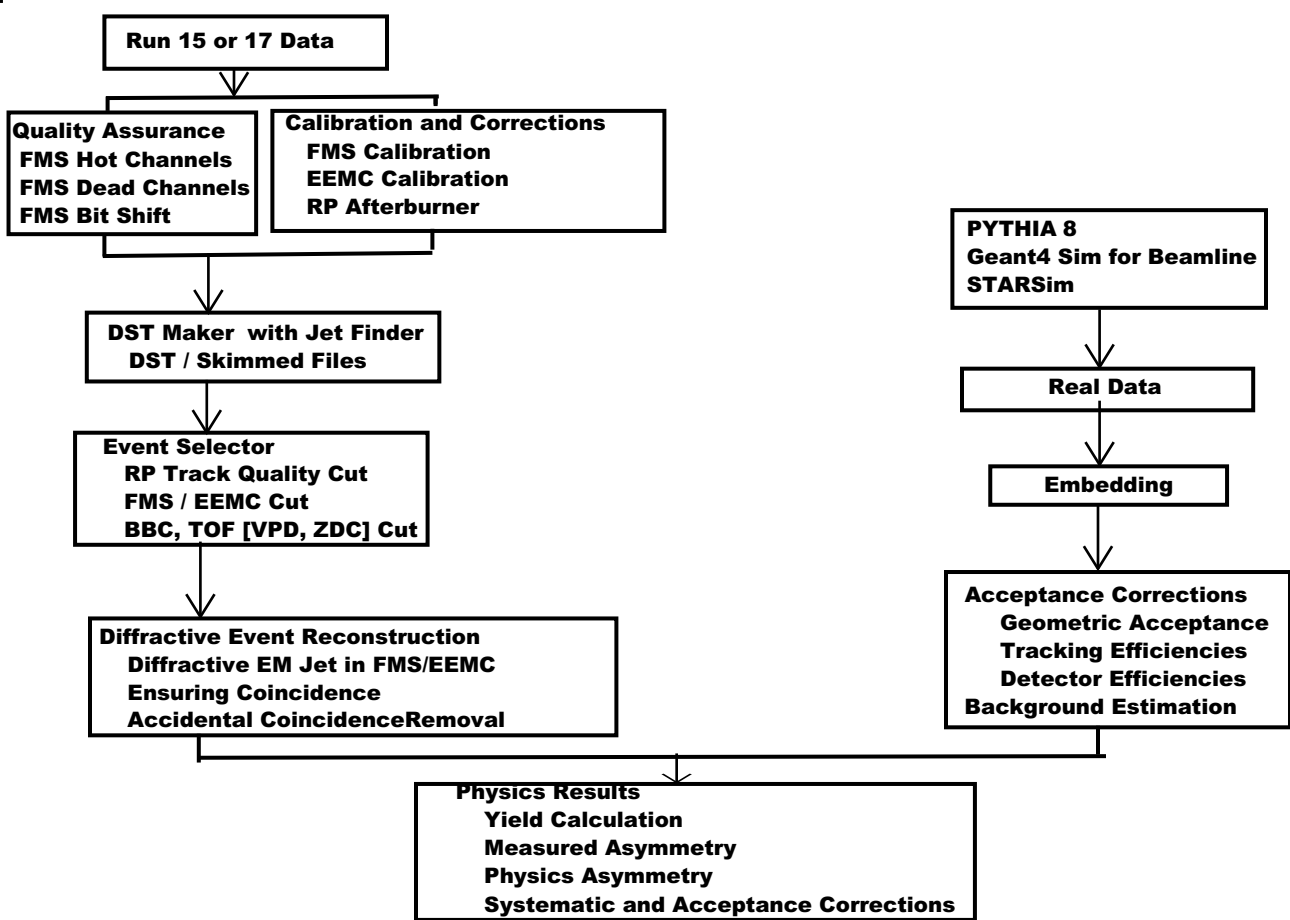 Run 15 or 17 Data
Quality Assurance
FMS Hot Channels
FMS Dead Channels
FMS Bit Shift
Calibration and Corrections
FMS Calibration
EEMC Calibration
RP Afterburner
DST Maker with Jet Finder
DST / Skimmed Files
Event Selector
RP Track Quality Cut
FMS / EEMC Cut
BBC, TOF [VPD, ZDC] Cut
Diffractive Event Reconstruction
Diffractive EM Jet in FMS/EEMC
Ensuring Coincidence
Accidental CoincidenceRemoval
PYTHIA 8
Geant4 Sim for Beamline
STARSim
Real Data
Embedding
Acceptance Corrections
Geometric Acceptance
Tracking Efficiencies
Detector Efficiencies
Background Estimation
Physics Results
Yield Calculation
Measured Asymmetry
Physics Asymmetry
Systematic and Acceptance Corrections